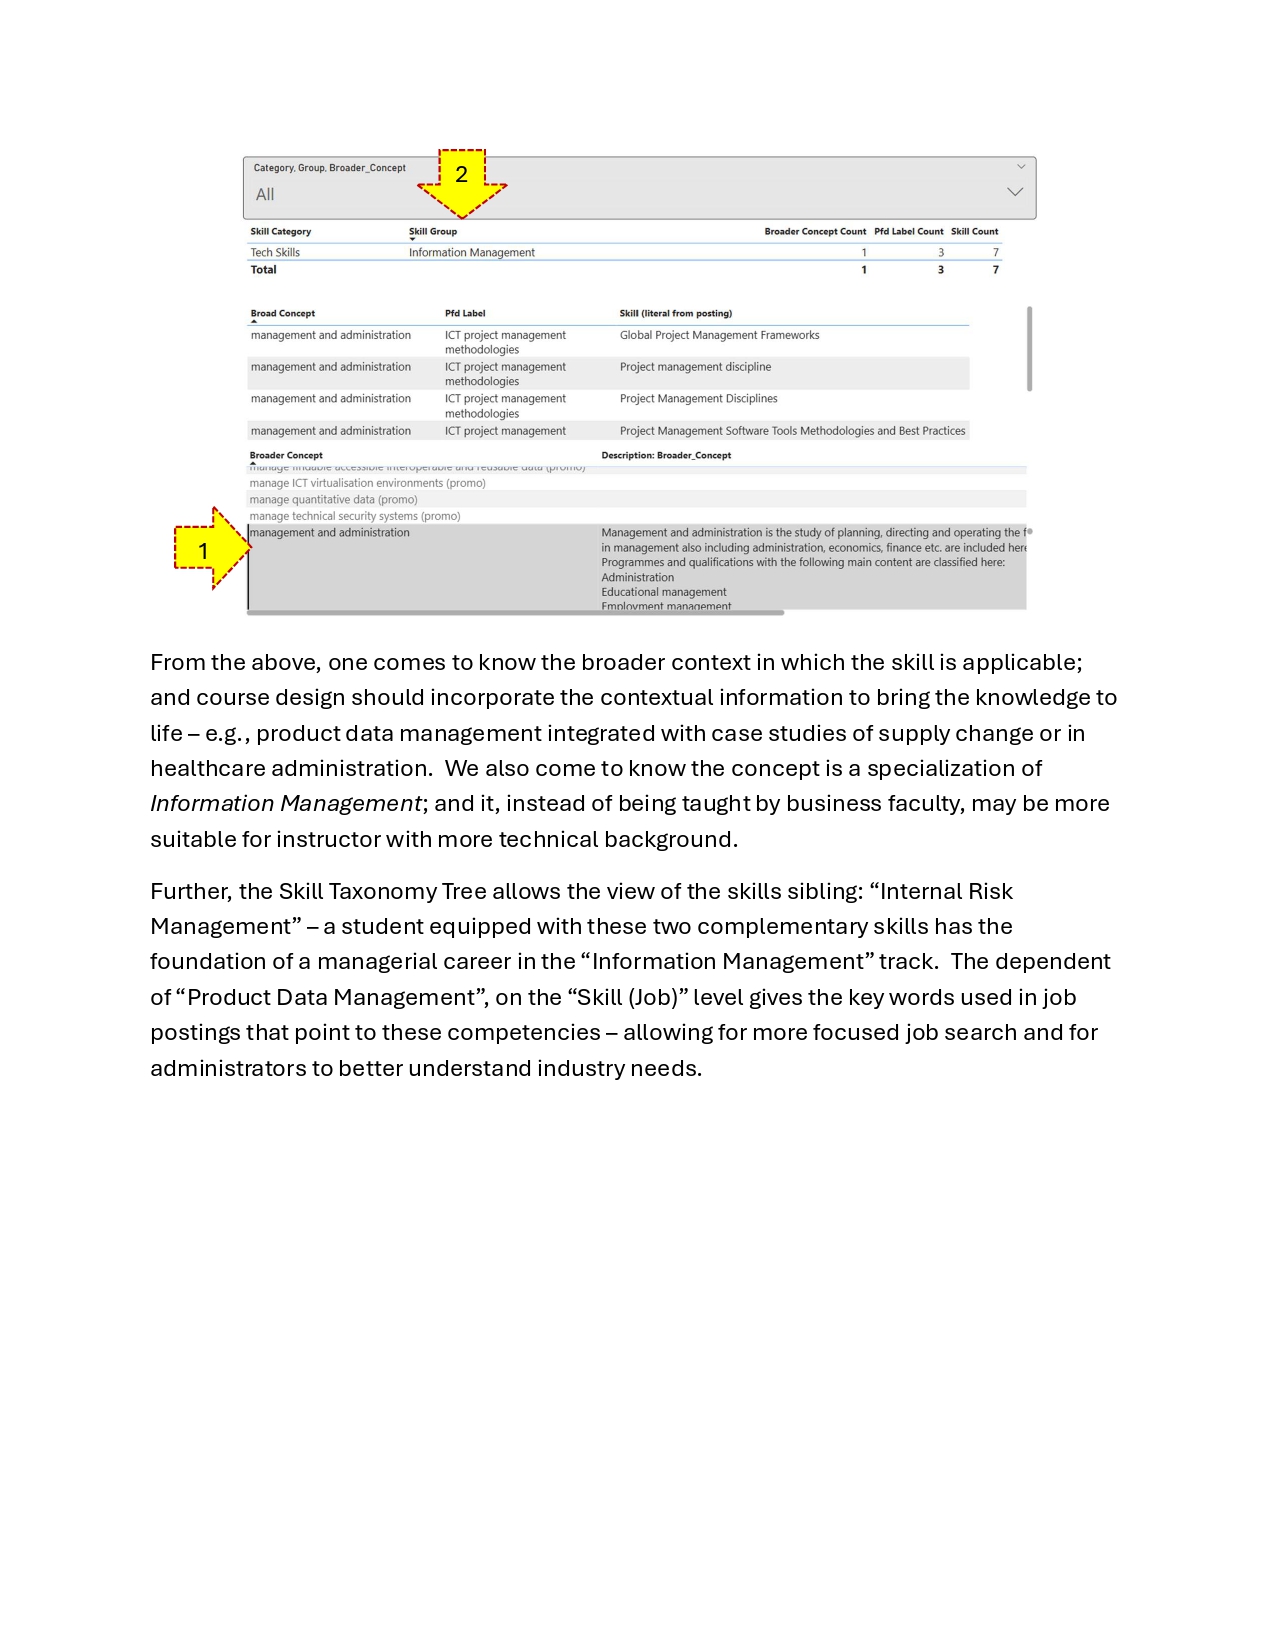 Category, Group, Broader_Concept
2
All
Skill Category Skill Group Broader Concept Count Pfd Label Count Skill Count
Tech Skills Information Management 1 3 7
Total 1 3 7
Broad Concept Pfd Label Skill (literal from posting)
management and administration ICT project management Global Project Management Frameworks
methodologies
management and administration ICT project management Project management discipline
methodologies
management and administration ICT project management Project Management Disciplines
methodologies
management and administration ICT project management Project Management Software Tools Methodologies and Best Practices
Broader Concept Description: Broader_Concept
manage findable accessible interoperable and reusable data (promo)
manage ICT virtualisation environments (promo)
manage quantitative data (promo)
manage technical security systems (promo)
management and administration Management and administration is the study of planning, directing and operating the f
1 in management also including administration, economics, finance etc. are included here
Programmes and qualifications with the following main content are classified here:
Administration
Educational management
Employment management
From the above, one comes to know the broader context in which the skill is applicable;
and course design should incorporate the contextual information to bring the knowledge to
life – e.g., product data management integrated with case studies of supply change or in
healthcare administration. We also come to know the concept is a specialization of
Information Management; and it, instead of being taught by business faculty, may be more
suitable for instructor with more technical background.
Further, the Skill Taxonomy Tree allows the view of the skills sibling: “Internal Risk
Management” – a student equipped with these two complementary skills has the
foundation of a managerial career in the “Information Management” track. The dependent
of “Product Data Management”, on the “Skill (Job)” level gives the key words used in job
postings that point to these competencies – allowing for more focused job search and for
administrators to better understand industry needs.